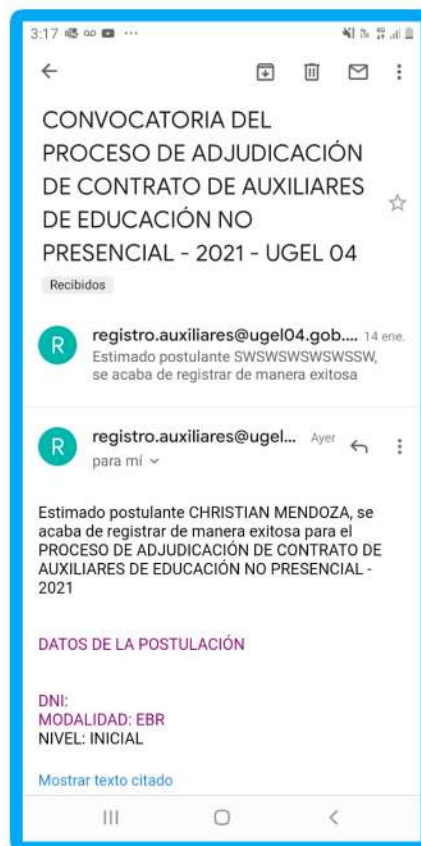 3:17
CONVOCATORIA DEL
PROCESO DE ADJUDICACIÓN
DE CONTRATO DE AUXILIARES
DE EDUCACIÓN NO
PRESENCIAL - 2021 - UGEL 04
Recibidos
R
registro.auxiliares@ugel04.gob.... 14 ene.
Estimado postulante SWSWSWSWSWSSW,
se acaba de registrar de manera exitosa
R
registro.auxiliares@ugel... Ayer
para mí
Estimado postulante CHRISTIAN MENDOZA, se
acaba de registrar de manera exitosa para el
PROCESO DE ADJUDICACIÓN DE CONTRATO DE
AUXILIARES DE EDUCACIÓN NO PRESENCIAL -
2021
DATOS DE LA POSTULACIÓN
DNI:
MODALIDAD: EBR
NIVEL: INICIAL
Mostrar texto citado